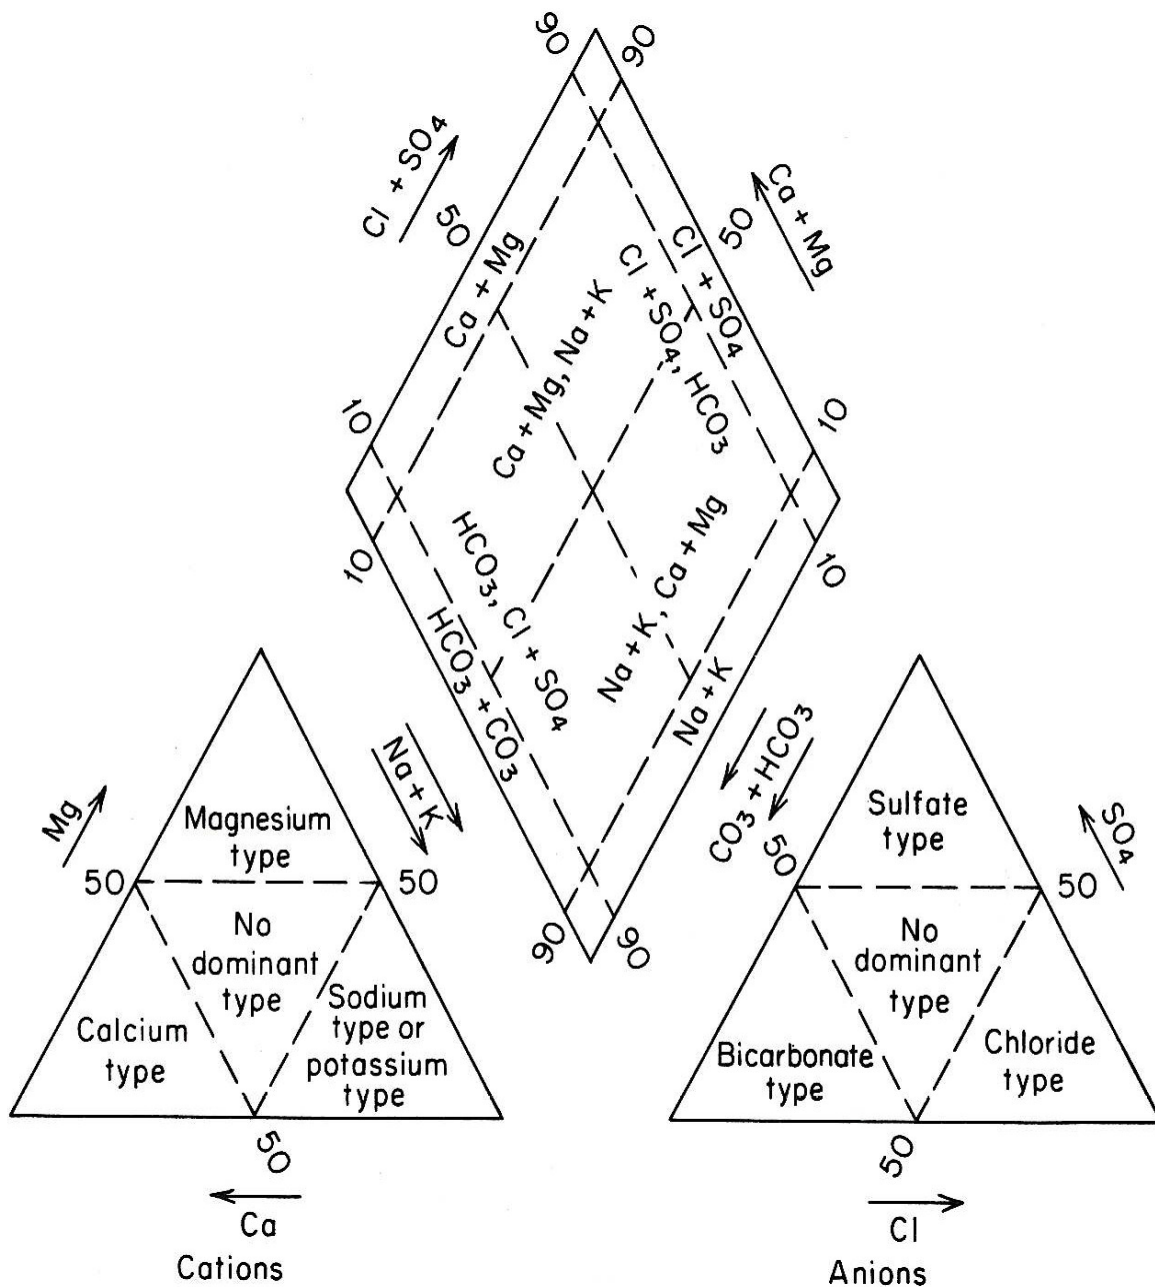 90
90
Cl + SO4
50
Ca + Mg
50
Ca + Mg
Cl + SO4
Cl + SO4, HCO3
Ca + Mg, Na + K
10
10
10
10
HCO3, Cl + SO4
HCO3 + CO3
Na + K, Ca + Mg
Na + K
90
90
Mg
Na + K
50
50
Magnesium
type
No
dominant
type
Calcium
type
Sodium
type or
potassium
type
50
Ca
Cations
CO3 + HCO3
50
SO4
50
Sulfate
type
No
dominant
type
Bicarbonate
type
Chloride
type
50
Cl
Anions